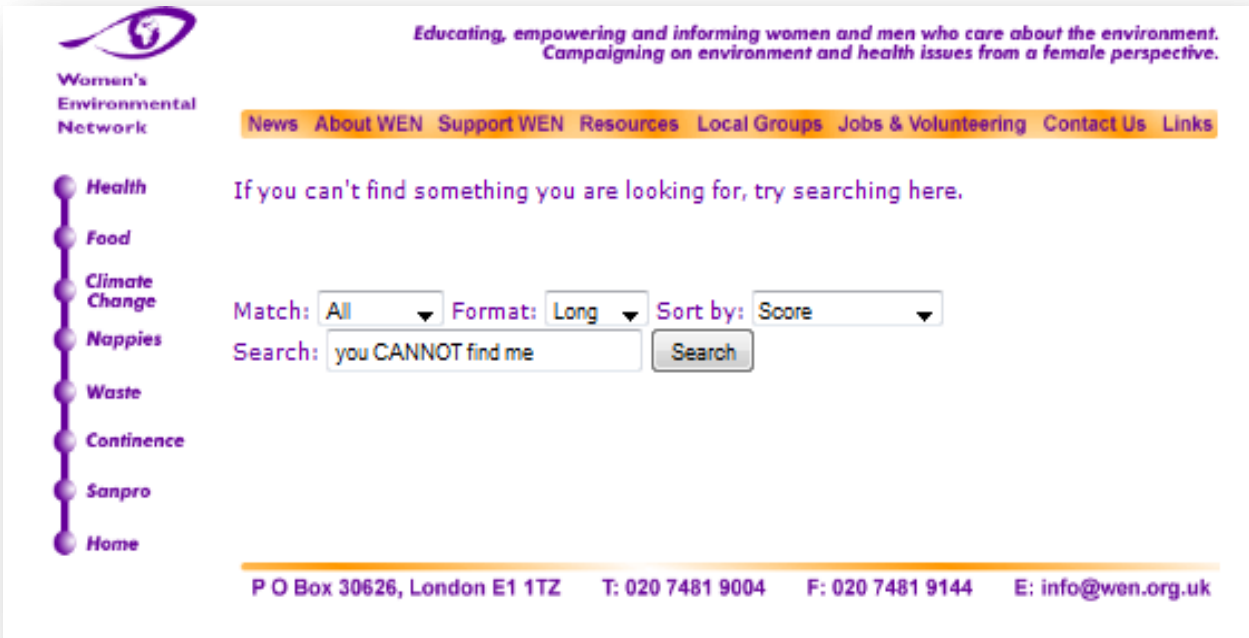 Educating, empowering and informing women and men who care about the environment.
Campaigning on environment and health issues from a female perspective.
Women's
Environmental
Network
News About WEN Support WEN Resources Local Groups Jobs & Volunteering Contact Us Links
Health
Food
Climate
Change
Nappies
Waste
Continence
Sanpro
Home
If you can't find something you are looking for, try searching here.
Match: All Format: Long Sort by: Score
Search: you CANNOT find me Search
P O Box 30626, London E1 1TZ T: 020 7481 9004 F: 020 7481 9144 E: info@wen.org.uk